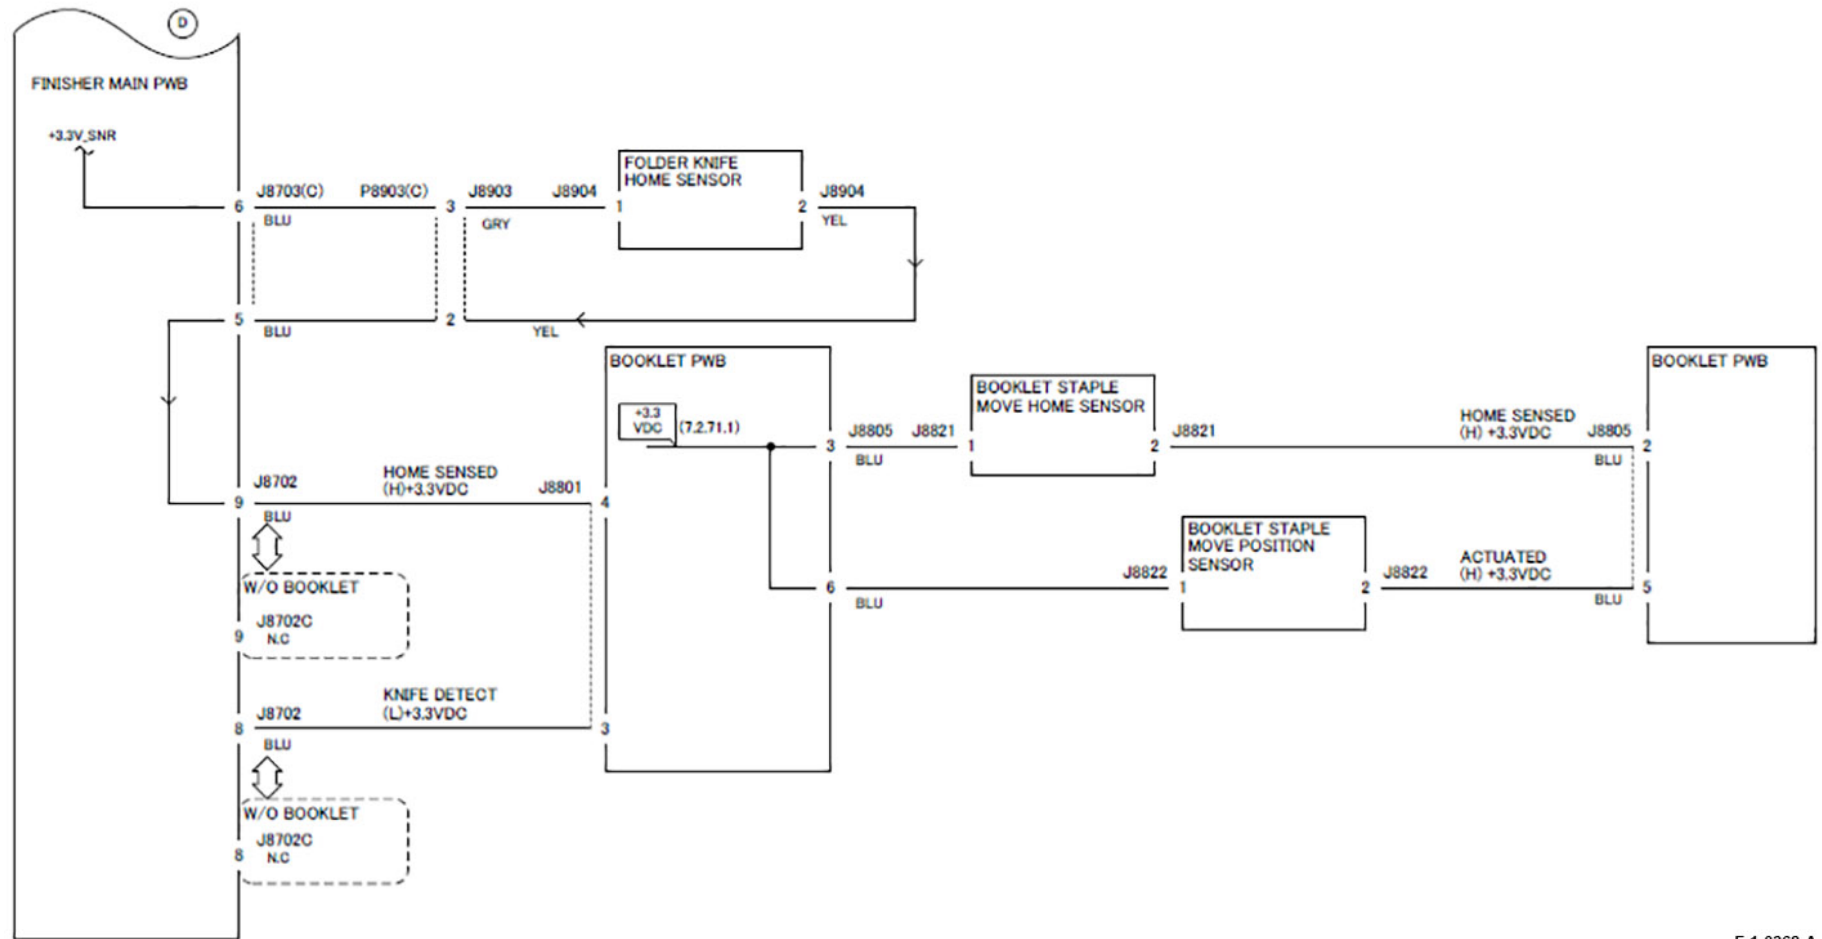 D
FINISHER MAIN PWB
+3.3V_SNR
6
J8703(C)
BLU
P8903(C)
3
J8903
GRY
J8904
FOLDER KNIFE
HOME SENSOR
1
2
J8904
YEL
5
BLU
2
YEL
BOOKLET PWB
+3.3
VDC
(7.2.71.1)
3
J8805
BLU
J8821
BOOKLET STAPLE
MOVE HOME SENSOR
1
2
J8821
HOME SENSED
(H) +3.3VDC
J8805
BLU
2
BOOKLET PWB
9
J8702
BLU
HOME SENSED
(H)+3.3VDC
J8801
4
W/O BOOKLET
9
J8702C
N.C
6
BLU
J8822
BOOKLET STAPLE
MOVE POSITION
SENSOR
1
2
J8822
ACTUATED
(H) +3.3VDC
BLU
5
8
J8702
BLU
KNIFE DETECT
(L)+3.3VDC
3
W/O BOOKLET
8
J8702C
N.C